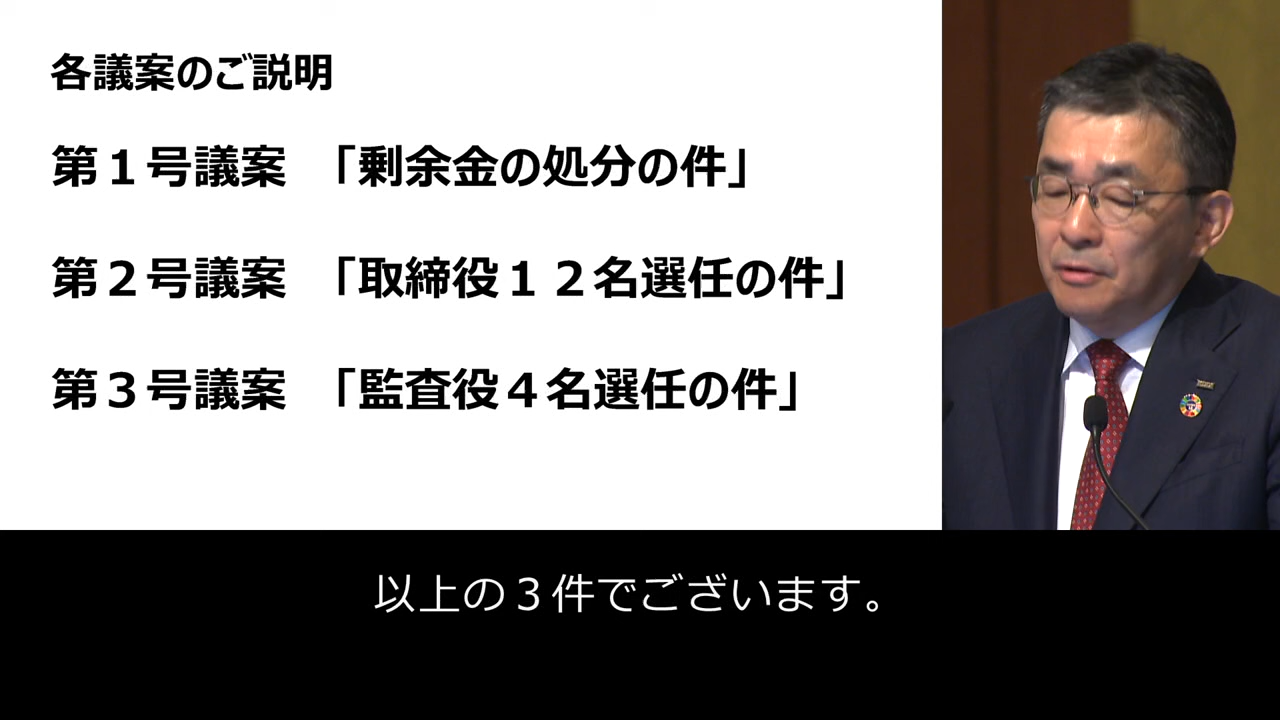 各議案のご説明
第１号議案　「剰余金の処分の件」
第２号議案　「取締役１２名選任の件」
第３号議案　「監査役４名選任の件」
以上の３件でございます。